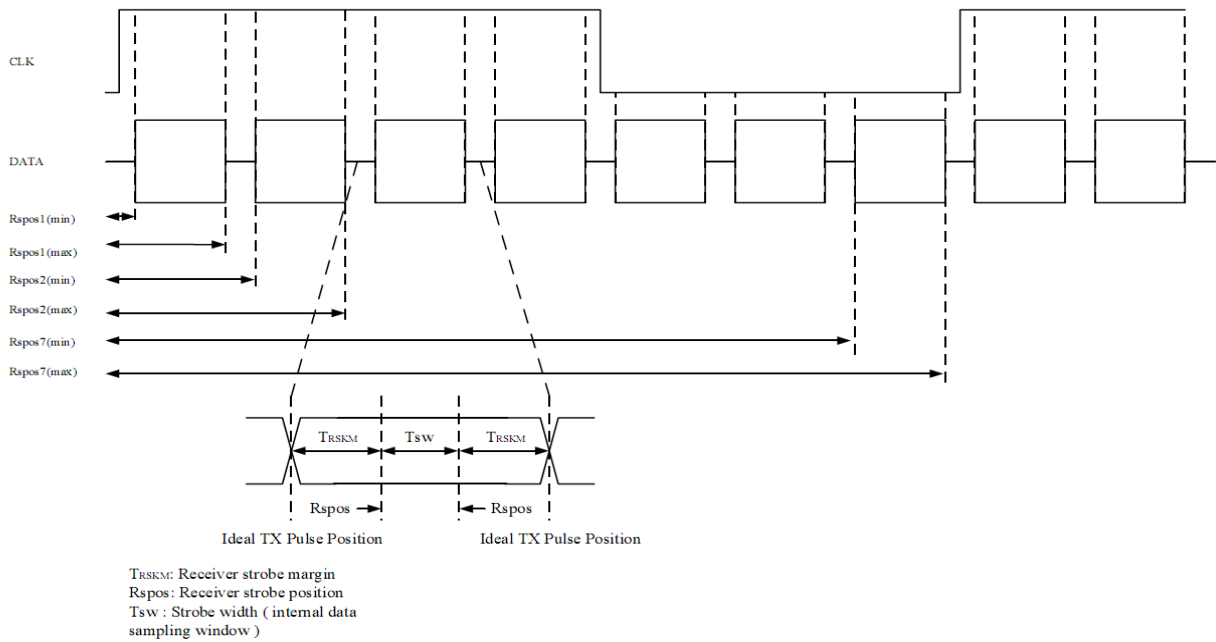 CLK
DATA
Rspos1(min)
Rspos1(max)
Rspos2(min)
Rspos2(max)
Rspos7(min)
Rspos7(max)
TRSKM Tsw TRSKM
Rspos Rspos
Ideal TX Pulse Position Ideal TX Pulse Position
TRSKM: Receiver strobe margin
Rspos: Receiver strobe position
Tsw : Strobe width ( internal data
sampling window )